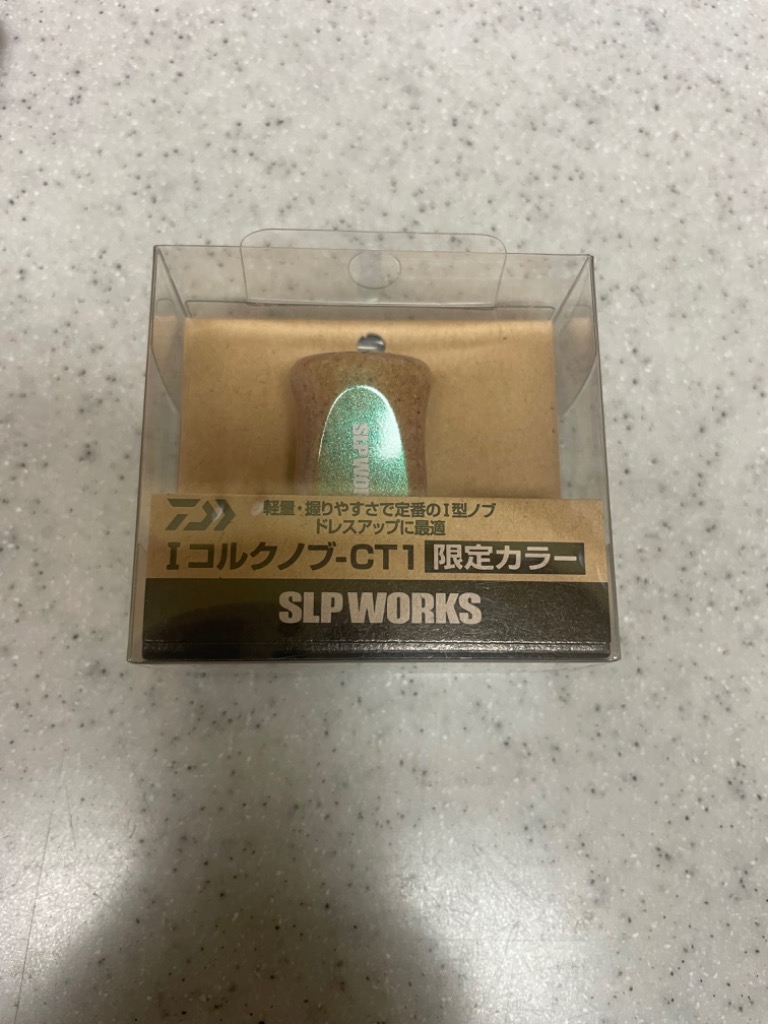 SLP WOR
軽量・握りやすさで定番のI型ノブ
ドレスアップに最適
Iコルクノブ-CT1 限定カラー
SLP WORKS